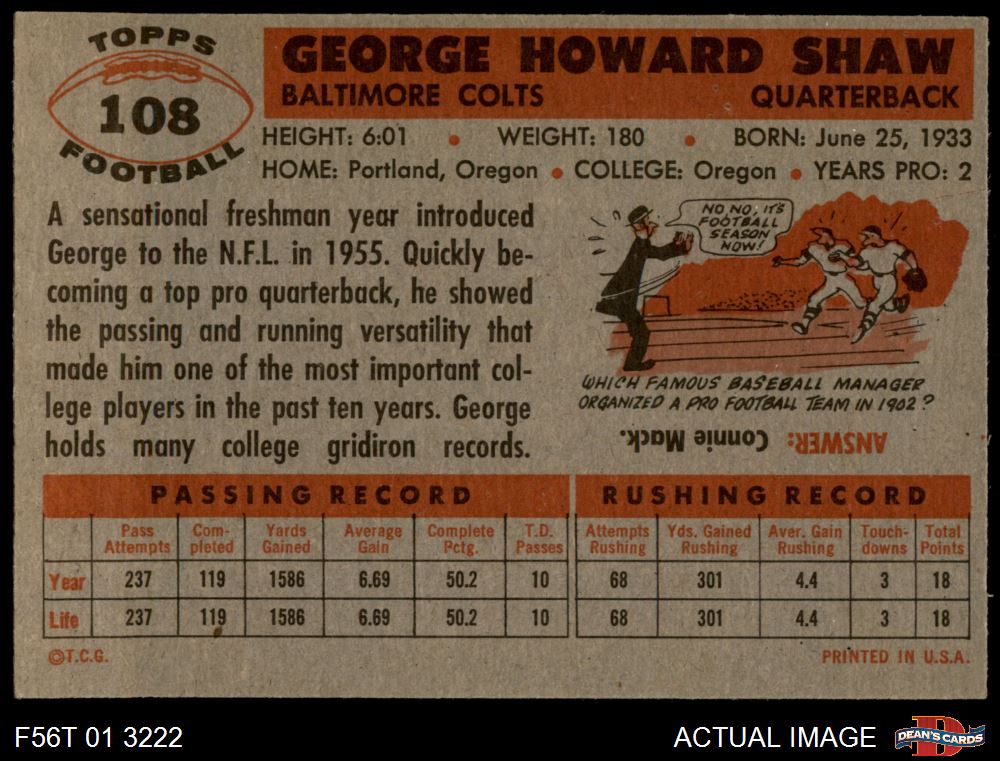 TOPPS
108
FOOTBALL
GEORGE HOWARD SHAW
BALTIMORE COLTS QUARTERBACK
HEIGHT: 6:01 • WEIGHT: 180 • BORN: June 25, 1933
HOME: Portland, Oregon • COLLEGE: Oregon • YEARS PRO: 2
A sensational freshman year introduced
George to the N.F.L. in 1955. Quickly be-
coming a top pro quarterback, he showed
the passing and running versatility that
made him one of the most important col-
lege players in the past ten years. George
holds many college gridiron records.
NO, NO, IT'S
FOOTBALL
SEASON
NOW!
WHICH FAMOUS BASEBALL MANAGER
ORGANIZED A PRO FOOTBALL TEAM IN 1902?
ANSWER: Connie Mack.
PASSING RECORD
Pass Attempts Com-pleted Yards Gained Average Gain Complete Pctg. T.D. Passes
Year 237 119 1586 6.69 50.2 10
Life 237 119 1586 6.69 50.2 10
RUSHING RECORD
Attempts Rushing Yds. Gained Rushing Aver. Gain Rushing Touch-downs Total Points
68 301 4.4 3 18
68 301 4.4 3 18
©T.C.G. PRINTED IN U.S.A.
F56T 01 3222 ACTUAL IMAGE DEAN'S CARDS